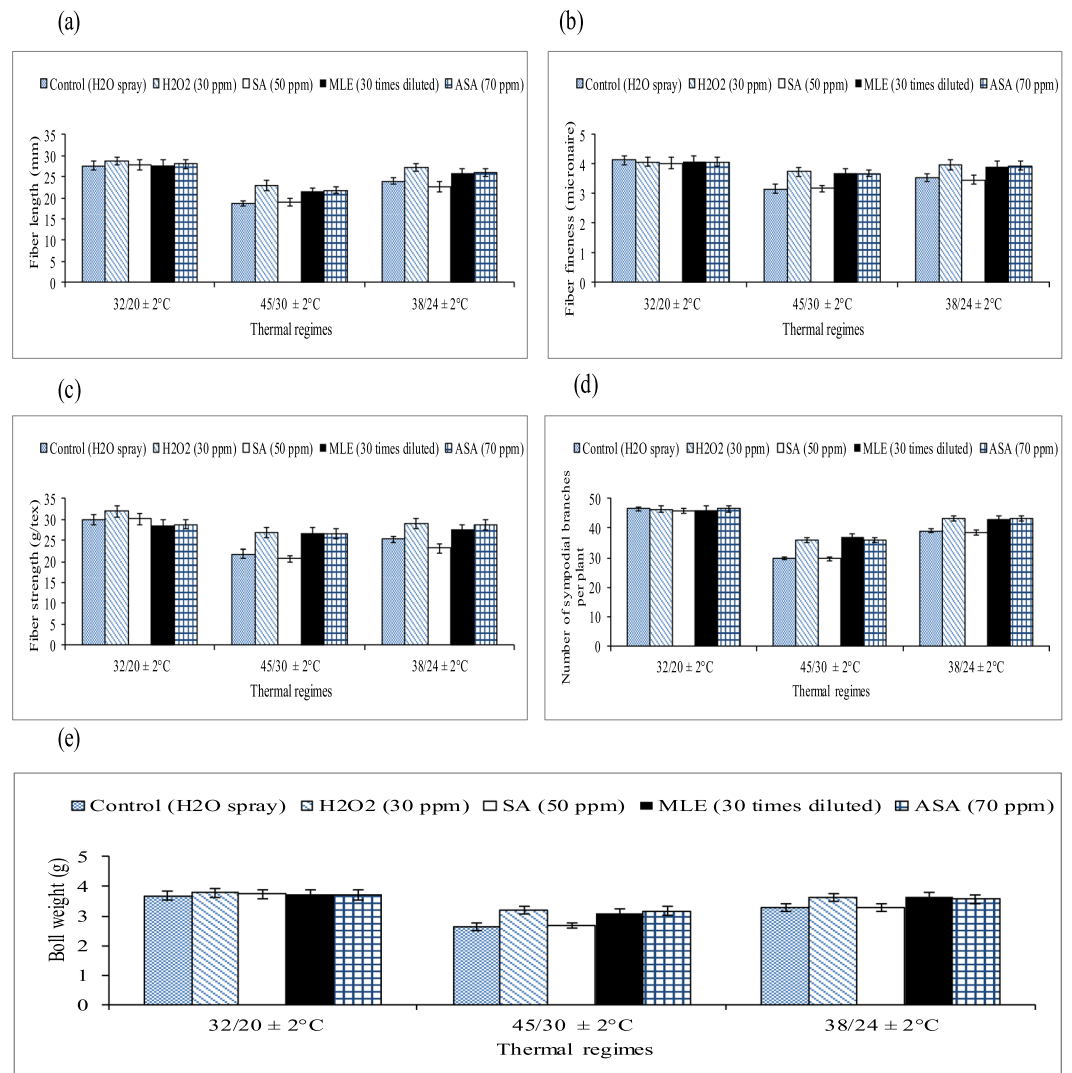 (a)
Control (H2O spray) H2O2 (30 ppm) SA (50 ppm) MLE (30 times diluted) ASA (70 ppm)
Fiber length (mm)
35
30
25
20
15
10
5
0
32/20 ± 2°C 45/30 ± 2°C 38/24 ± 2°C
Thermal regimes
(b)
Control (H2O spray) H2O2 (30 ppm) SA (50 ppm) MLE (30 times diluted) ASA (70 ppm)
Fiber fineness (micronaire)
5
4
3
2
1
0
32/20 ± 2°C 45/30 ± 2°C 38/24 ± 2°C
Thermal regimes
(c)
Control (H2O spray) H2O2 (30 ppm) SA (50 ppm) MLE (30 times diluted) ASA (70 ppm)
Fiber strength (g/tex)
35
30
25
20
15
10
5
0
32/20 ± 2°C 45/30 ± 2°C 38/24 ± 2°C
Thermal regimes
(d)
Control (H2O spray) H2O2 (30 ppm) SA (50 ppm) MLE (30 times diluted) ASA (70 ppm)
Number of sympodial branches
per plant
50
40
30
20
10
0
32/20 ± 2°C 45/30 ± 2°C 38/24 ± 2°C
Thermal regimes
(e)
Control (H2O spray) H2O2 (30 ppm) SA (50 ppm) MLE (30 times diluted) ASA (70 ppm)
Boll weight (g)
5
4
3
2
1
0
32/20 ± 2°C 45/30 ± 2°C 38/24 ± 2°C
Thermal regimes